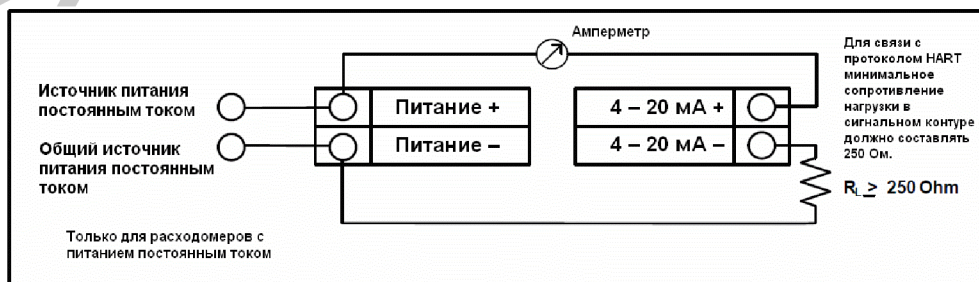 Амперметр
Для связи с
протоколом HART
минимальное
сопротивление
нагрузки в
сигнальном контуре
должно составлять
250 Ом.
Источник питания
постоянным током
Питание +
4 – 20 мА +
Общий источник
питания постоянным
током
Питание –
4 – 20 мА –
RL ≥ 250 Ohm
Только для расходомеров с
питанием постоянным током